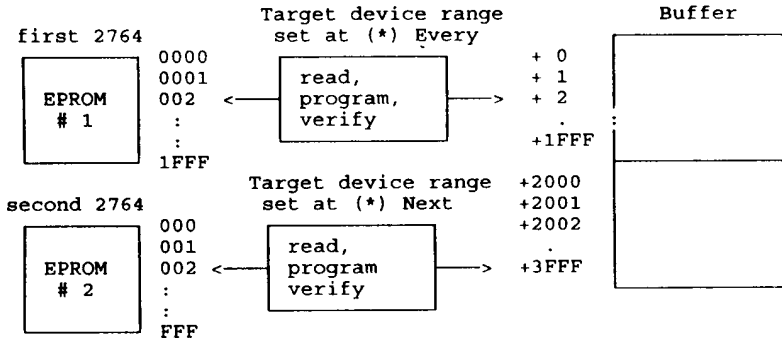 Target device range Buffer
first 2764 set at (*) Every
0000 + 0
0001 read, + 1
EPROM 002 <—— program, ——> + 2
# 1 : verify .
: +1FFF :
1FFF
Target device range +2000
second 2764 set at (*) Next +2001
000 +2002
001 read, .
EPROM 002 <—— program ——> +3FFF
# 2 : verify
:
FFF